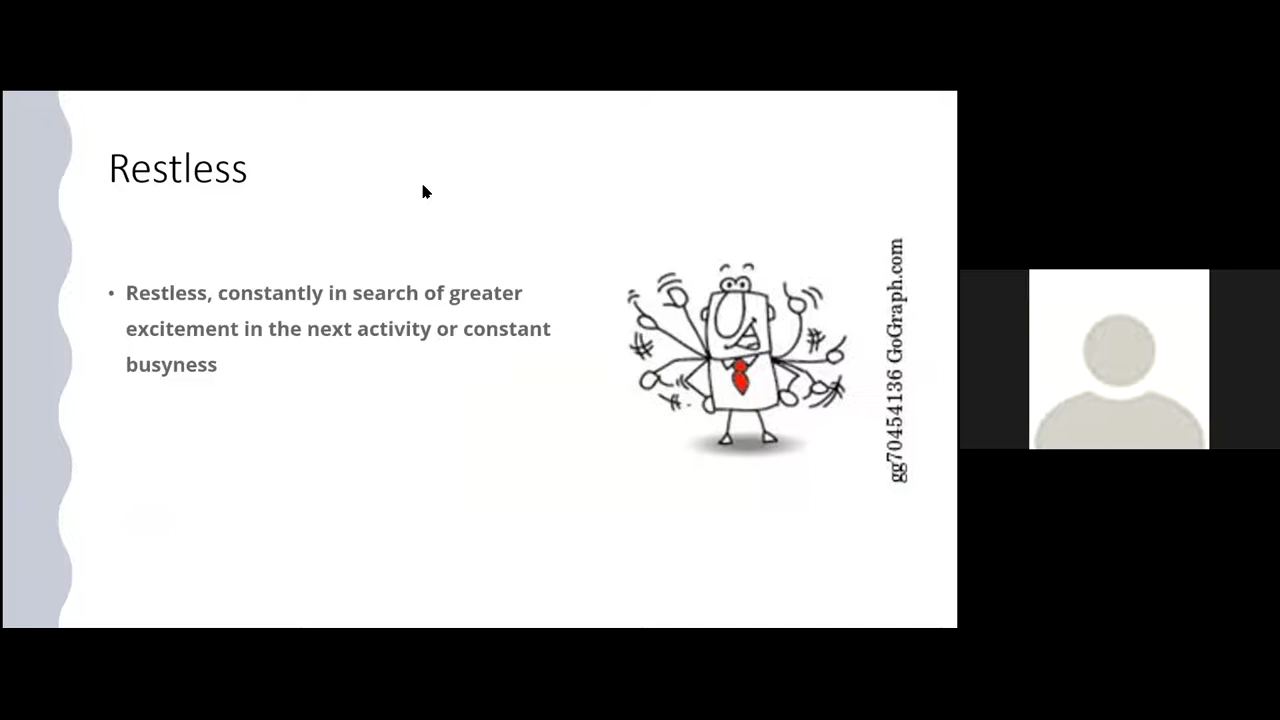 Restless
• Restless, constantly in search of greater
excitement in the next activity or constant
busyness
gg70454136 GoGraph.com